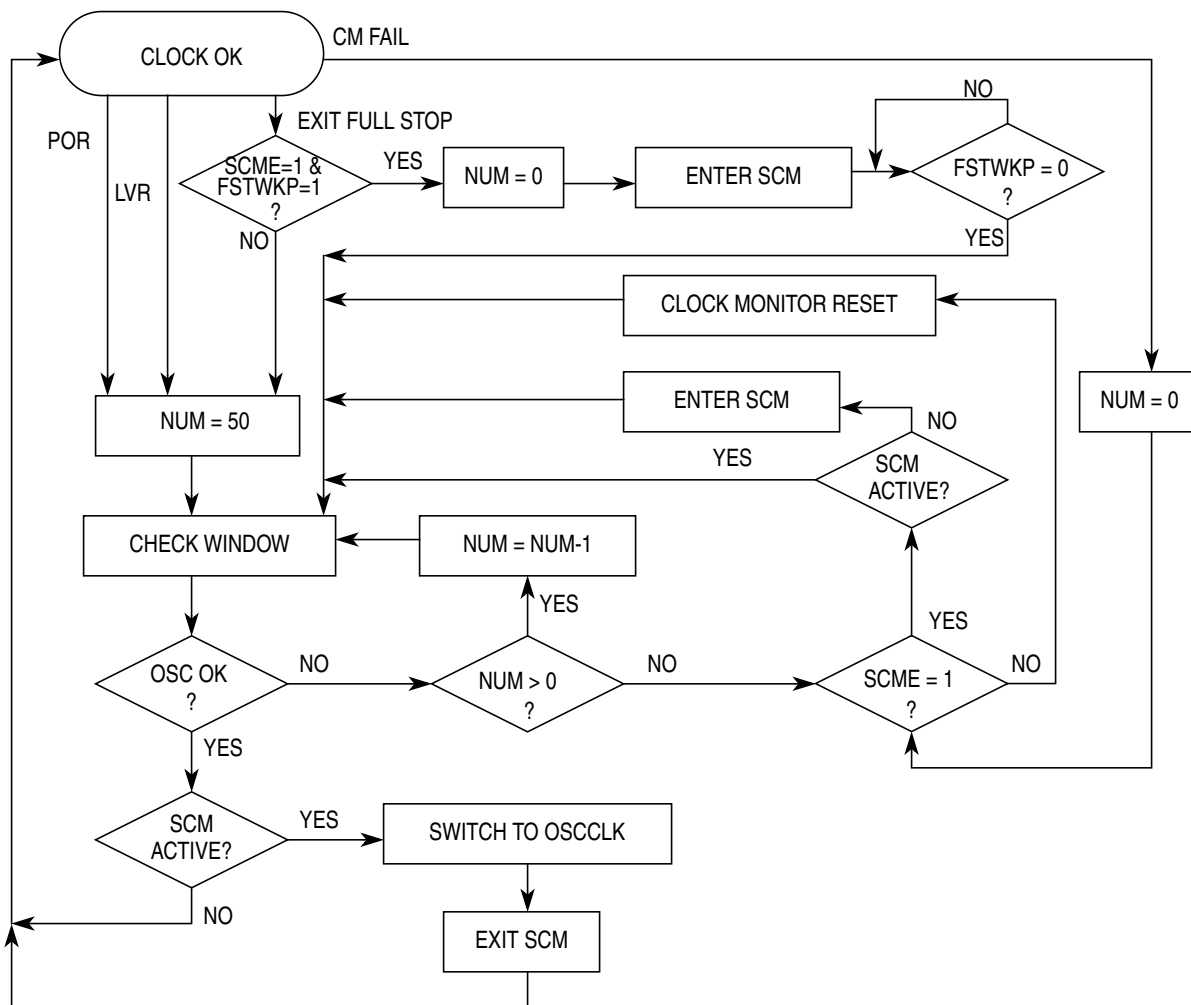 CLOCK OK
CM FAIL
POR
LVR
EXIT FULL STOP
SCME=1 &
FSTWKP=1
?
YES
NO
NUM = 0
ENTER SCM
NO
FSTWKP = 0
?
YES
CLOCK MONITOR RESET
ENTER SCM
NUM = 0
NUM = 50
YES
NO
SCM
ACTIVE?
CHECK WINDOW
NUM = NUM-1
YES
YES
OSC OK
?
NO
NUM > 0
?
NO
SCME = 1
?
NO
YES
SCM
ACTIVE?
YES
SWITCH TO OSCCLK
NO
EXIT SCM